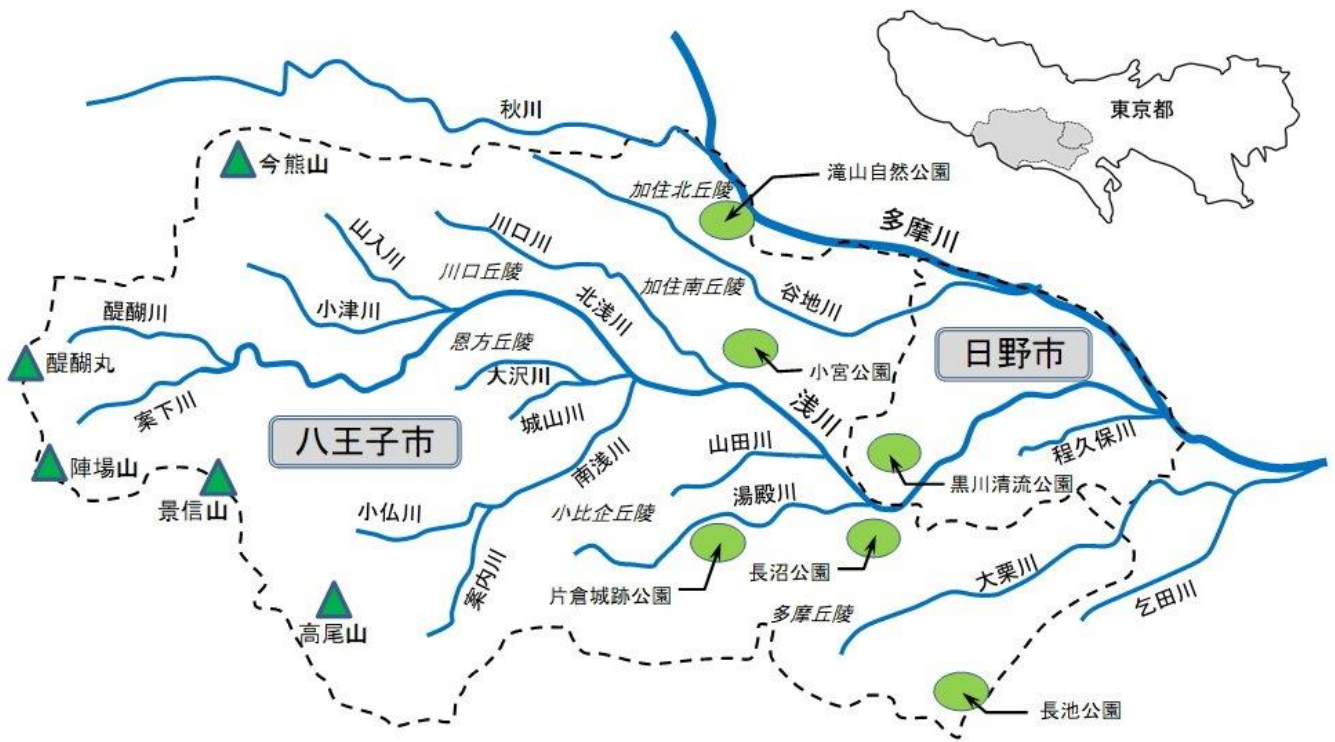 秋川
東京都
今熊山
滝山自然公園
加住北丘陵
多摩川
山入川
川口川
川口丘陵
加住南丘陵
谷地川
北浅川
醍醐川
小津川
恩方丘陵
日野市
醍醐丸
大沢川
小宮公園
案下川
城山川
浅川
八王子市
山田川
程久保川
陣場山
南浅川
黒川清流公園
景信山
湯殿川
小仏川
小比企丘陵
長沼公園
大栗川
案内川
片倉城跡公園
多摩丘陵
乞田川
高尾山
長池公園